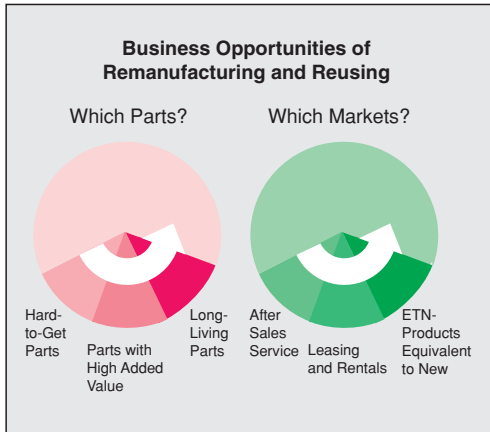 Business Opportunities of
Remanufacturing and Reusing
Which Parts?
Hard-
to-Get
Parts
Parts with
High Added
Value
Long-
Living
Parts
Which Markets?
After
Sales
Service
Leasing
and Rentals
ETN-
Products
Equivalent
to New